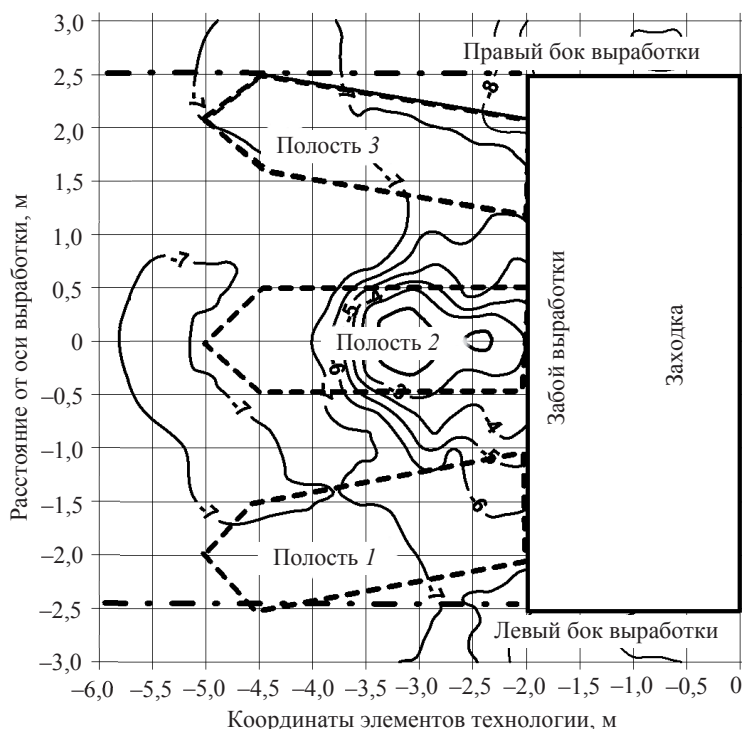 3,0
Правый бок выработки
2,5
-8
2,0
Полость 3
1,5
-7
-7
1,0
-7
0,5
-5
4
0
Полость 2
-6
-3
–0,5
-7
-4
–1,0
-5
-6
–1,5
-7
–2,0
Полость 1
–2,5
-7
Левый бок выработки
–3,0
Забой выработки
Заходка
Расстояние от оси выработки, м
–6,0 –5,5 –5,0 –4,5 –4,0 –3,5 –3,0 –2,5 –2,0 –1,5 –1,0 –0,5 0
Координаты элементов технологии, м